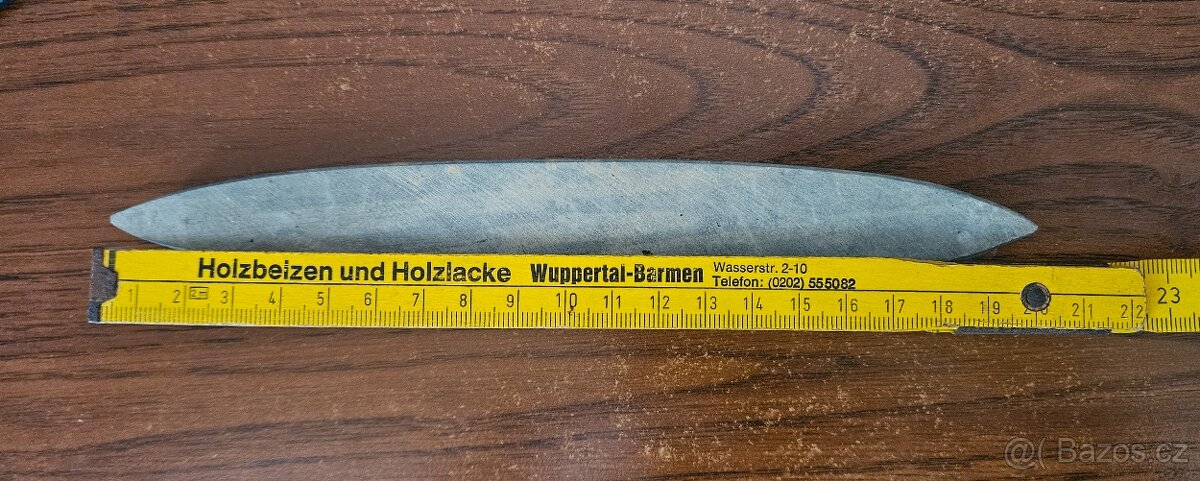 Holzbeizen und Holzlacke Wuppertal-Barmen Wasserstr. 2-10
Telefon: (0202) 555082
1 2 2m 3 4 5 6 7 8 9 10 11 12 13 14 15 16 17 18 19 20 21 22 23
@( Bazos.cz